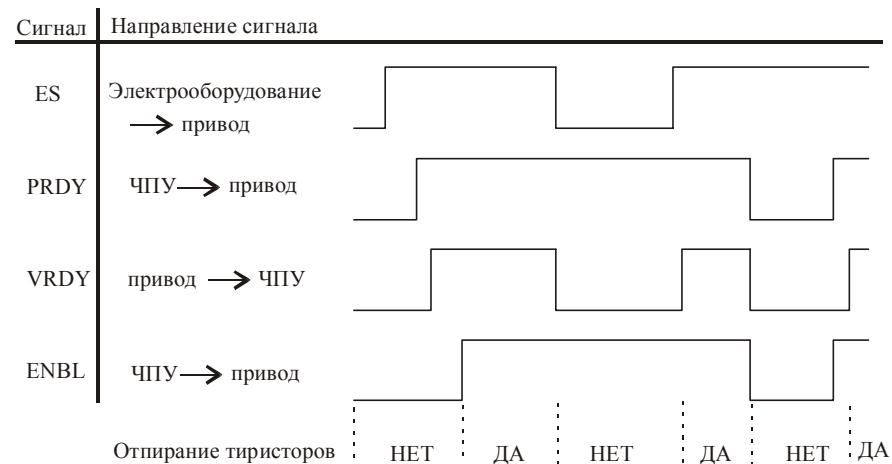 Сигнал Направление сигнала
ES Электрооборудование
привод
PRDY ЧПУ привод
VRDY привод ЧПУ
ENBL ЧПУ привод
Отпирание тиристоров НЕТ ДА НЕТ ДА НЕТ ДА